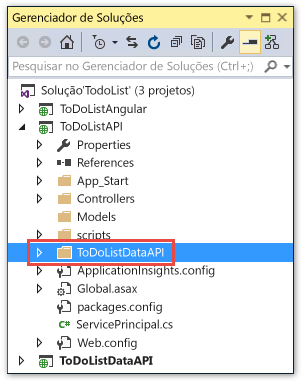 Gerenciador de Soluções
Pesquisar no Gerenciador de Soluções (Ctrl+;)
Solução'TodoList' (3 projetos)
ToDoListAngular
ToDoListAPI
Properties
References
App_Start
Controllers
Models
scripts
ToDoListDataAPI
ApplicationInsights.config
Global.asax
packages.config
C# ServicePrincipal.cs
Web.config
ToDoListDataAPI